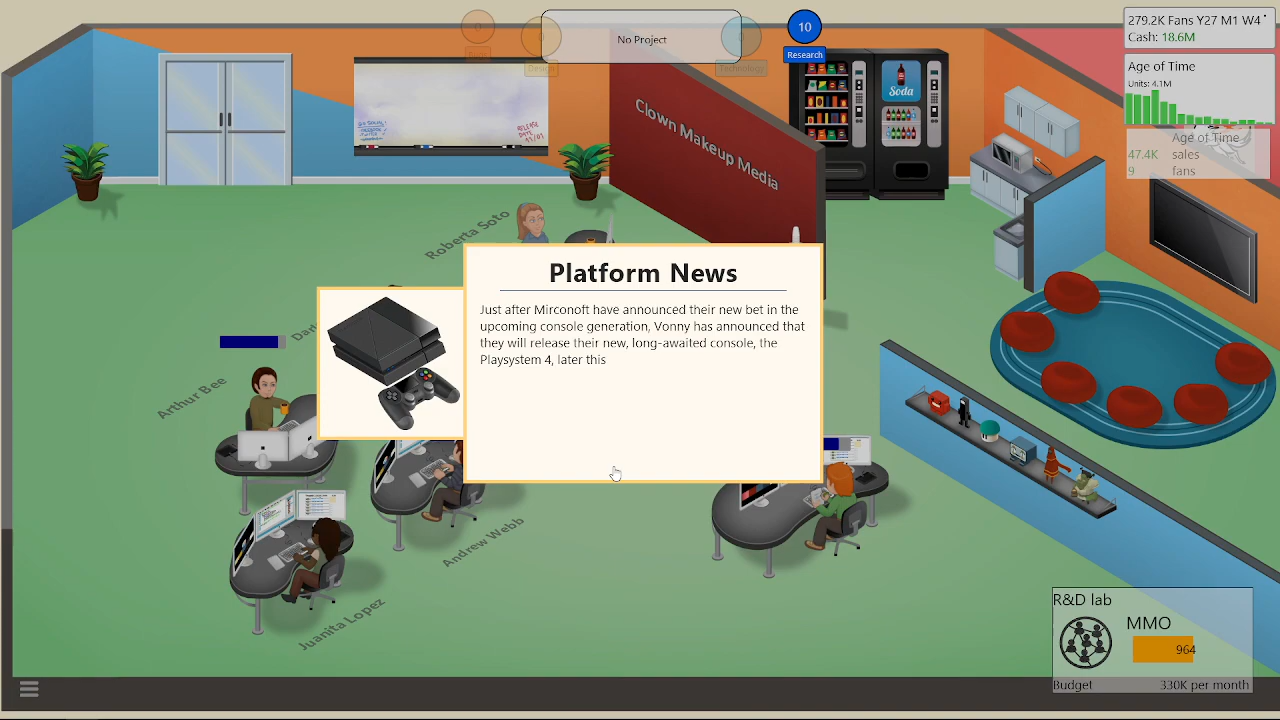 No Project
10
Research
Design
Technology
279.2K Fans Y27 M1 W4
Cash: 18.6M
Age of Time
Units: 4.1M
Age of Time
47.4K sales
9 fans
Soda
Clown Makeup Media
RELEASE
Roberta Soto
Arthur Bee
Andrew Webb
Juanita Lopez
Platform News
Just after Mirconoft have announced their new bet in the
upcoming console generation, Vonny has announced that
they will release their new, long-awaited console, the
Playsystem 4, later this
R&D lab
MMO
964
Budget 330K per month